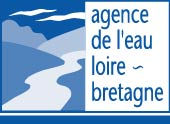 agence
de l'eau
loire ~
bretagne